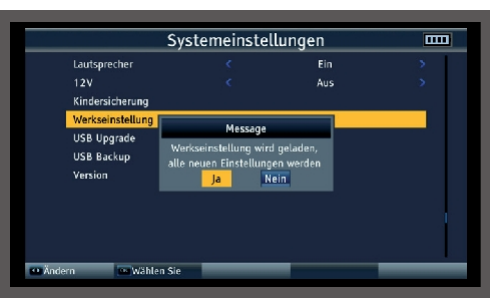 Systemeinstellungen
Lautsprecher < Ein >
12V < Aus >
Kindersicherung
Werkseinstellung
USB Upgrade
USB Backup
Version
Message
Werkseinstellung wird geladen,
alle neuen Einstellungen werden
Ja Nein
Ändern Wählen Sie